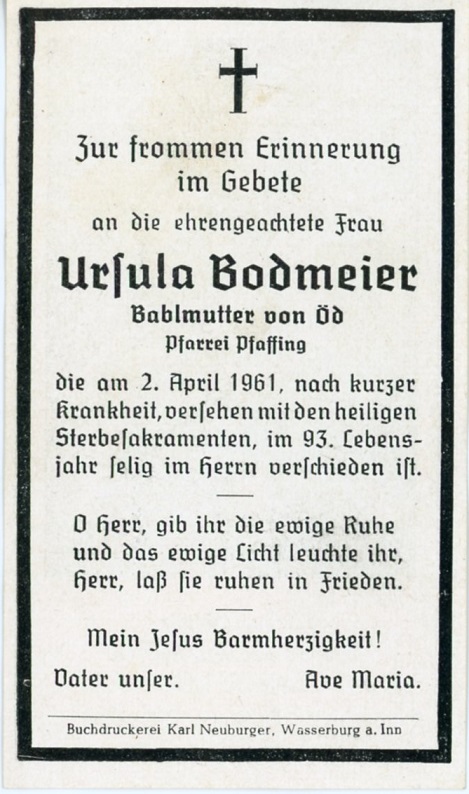 Zur frommen Erinnerung
im Gebete
an die ehrengeachtete Frau
Urſula Bodmeier
Bablmutter von Öd
Pfarrei Pfaffing
die am 2. April 1961, nach kurzer
Krankheit, verſehen mit den heiligen
Sterbeſakramenten, im 93. Lebens-
jahr ſelig im Herrn verſchieden iſt.
O Herr, gib ihr die ewige Ruhe
und das ewige Licht leuchte ihr,
Herr, laß ſie ruhen in Frieden.
Mein Jeſus Barmherzigkeit!
Vater unſer. Ave Maria.
Buchdruckerei Karl Neuburger, Wasserburg a. Inn